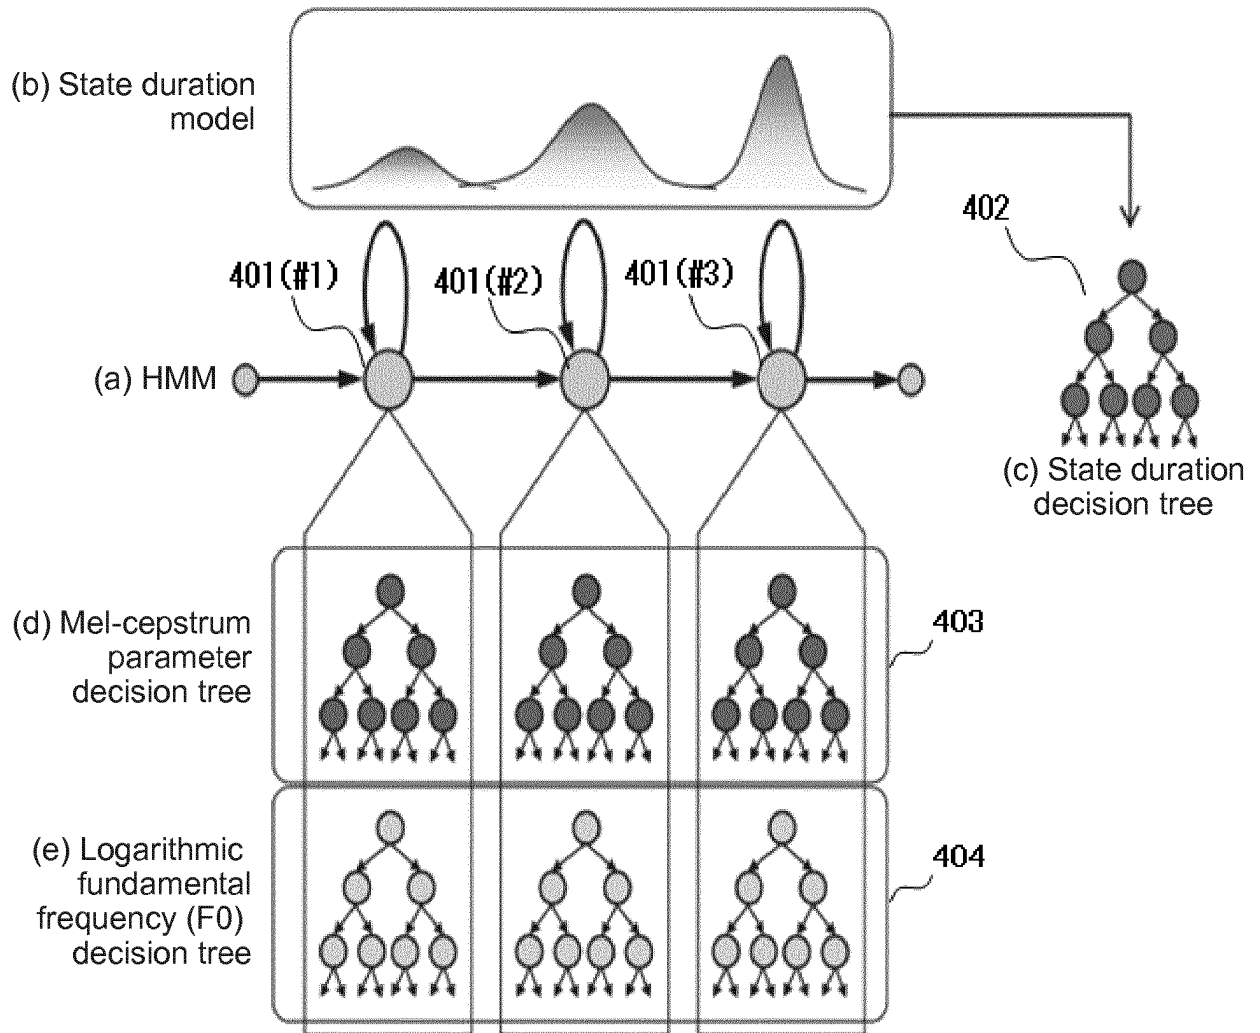 (b) State duration
model
402
401(#1)
401(#2)
401(#3)
(a) HMM
(c) State duration
decision tree
(d) Mel-cepstrum
parameter
decision tree
403
(e) Logarithmic
fundamental
frequency (F0)
decision tree
404